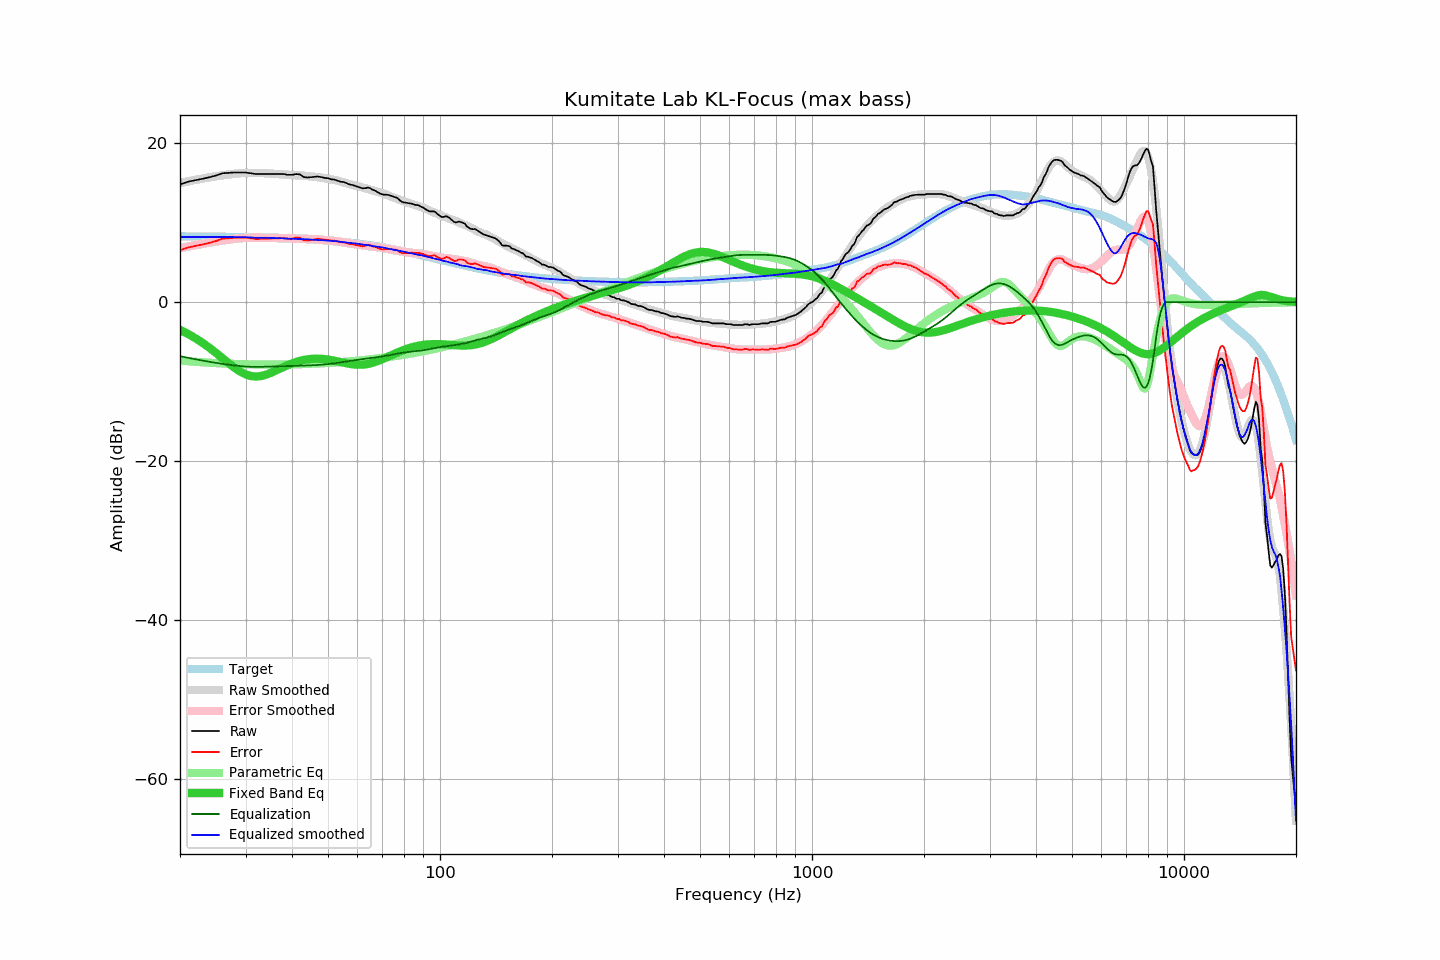 Kumitate Lab KL-Focus (max bass)
20
0
−20
−40
−60
Amplitude (dBr)
Target
Raw Smoothed
Error Smoothed
Raw
Error
Parametric Eq
Fixed Band Eq
Equalization
Equalized smoothed
100
1000
10000
Frequency (Hz)